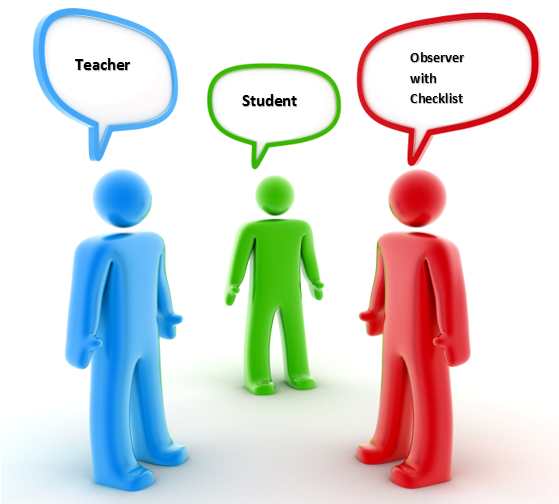 Teacher
Student
Observer
with
Checklist